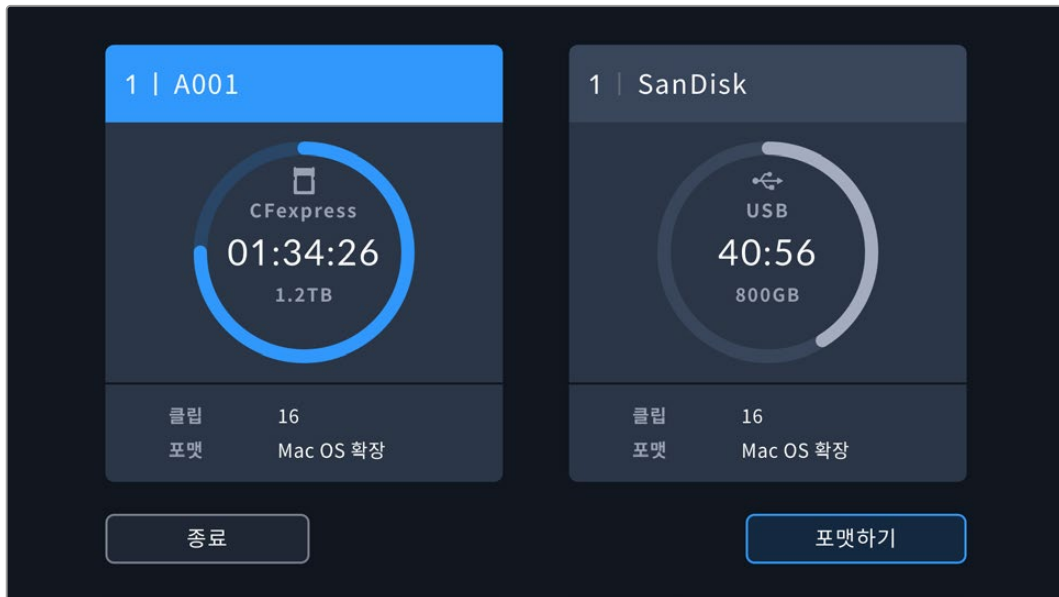 1 | A001
CFexpress
01:34:26
1.2TB
클립 16
포맷 Mac OS 확장
1 | SanDisk
USB
40:56
800GB
클립 16
포맷 Mac OS 확장
종료
포맷하기